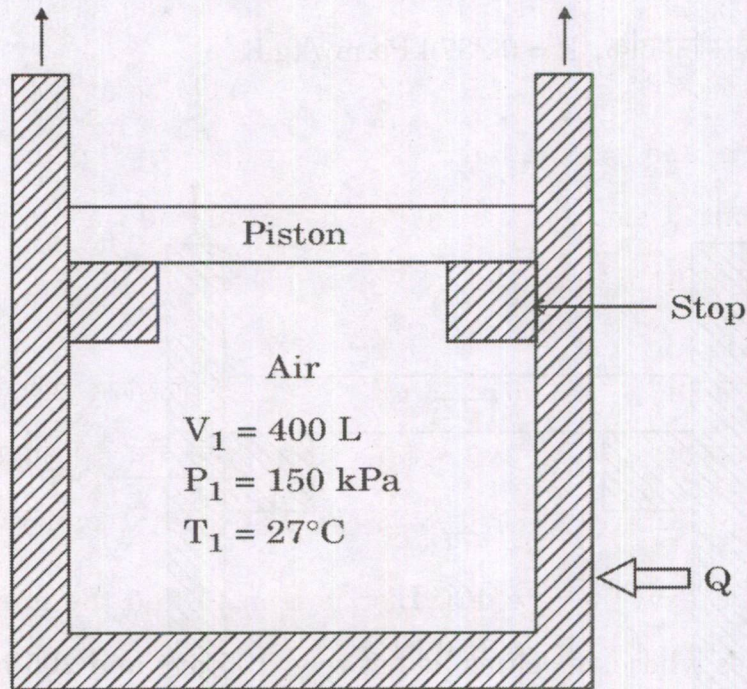 Piston
Stop
Air
V₁ = 400 L
P₁ = 150 kPa
T₁ = 27°C
Q